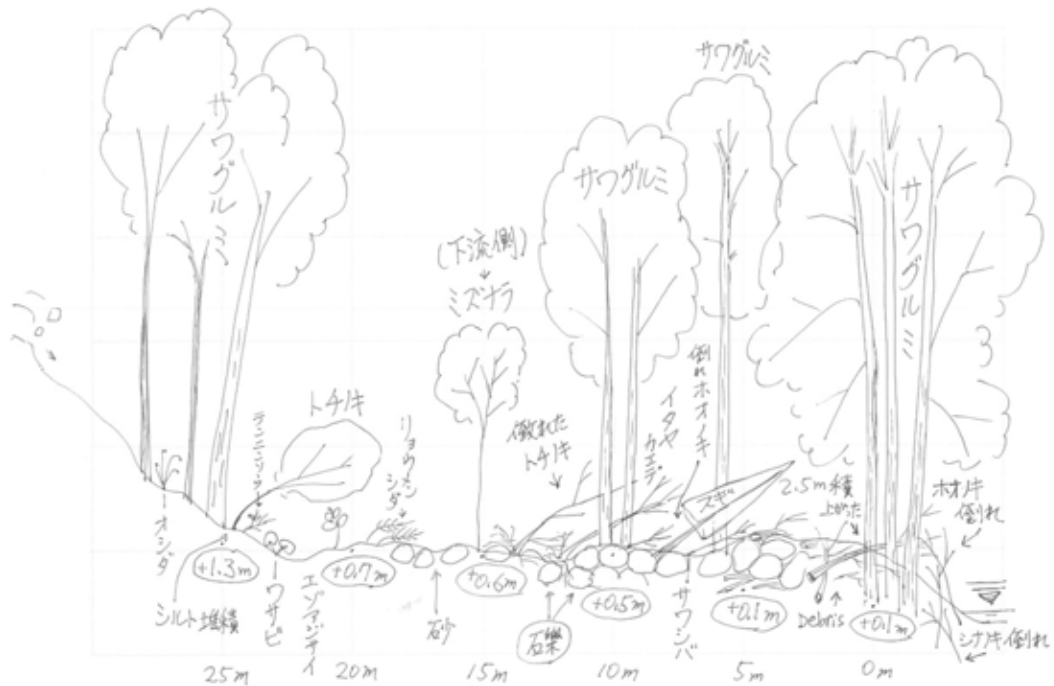 サワグルミ
サワグルミ
サワグルミ
サワグルミ
(下流側)
ミズナラ
トチノキ
テンニンソウ
リョウメン
シダ
倒れた
トチノキ
イタヤ
カエデ
倒れホオノキ
スギ
2.5m積
上がった
ホオノキ
倒れ
オシダ
+1.3m
+0.7m
+0.6m
+0.5m
+0.1m
+0.1m
シルト堆積
ワサビ
エゾアジサイ
石砂
石礫
サワシバ
Debris
シナノキ倒れ
25m
20m
15m
10m
5m
0m